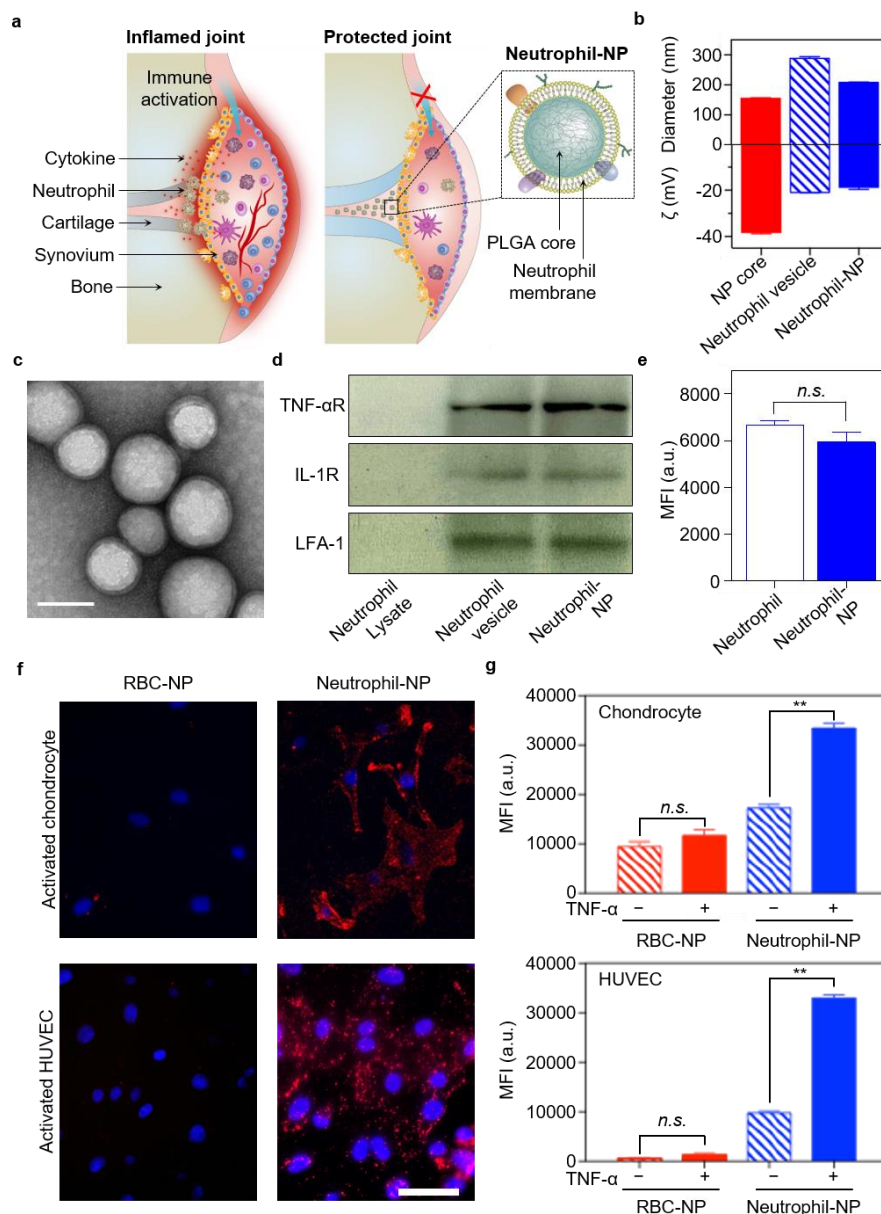 a
Inflamed joint
Protected joint
Neutrophil-NP
Immune
activation
Cytokine
Neutrophil
Cartilage
Synovium
Bone
PLGA core
Neutrophil
membrane
b
Diameter (nm)
ζ (mV)
300
200
100
0
20
-40
NP core
Neutrophil vesicle
Neutrophil-NP
c
d
TNF-αR
IL-1R
LFA-1
Neutrophil
Lysate
Neutrophil
vesicle
Neutrophil-
NP
e
MFI (a.u.)
8000
6000
4000
2000
0
n.s.
Neutrophil
Neutrophil-
NP
f
RBC-NP
Neutrophil-NP
Activated chondrocyte
Activated HUVEC
g
MFI (a.u.)
40000
30000
20000
10000
0
Chondrocyte
n.s.
**
TNF-α
− + − +
RBC-NP Neutrophil-NP
MFI (a.u.)
40000
30000
20000
10000
0
HUVEC
n.s.
**
TNF-α
− + − +
RBC-NP Neutrophil-NP